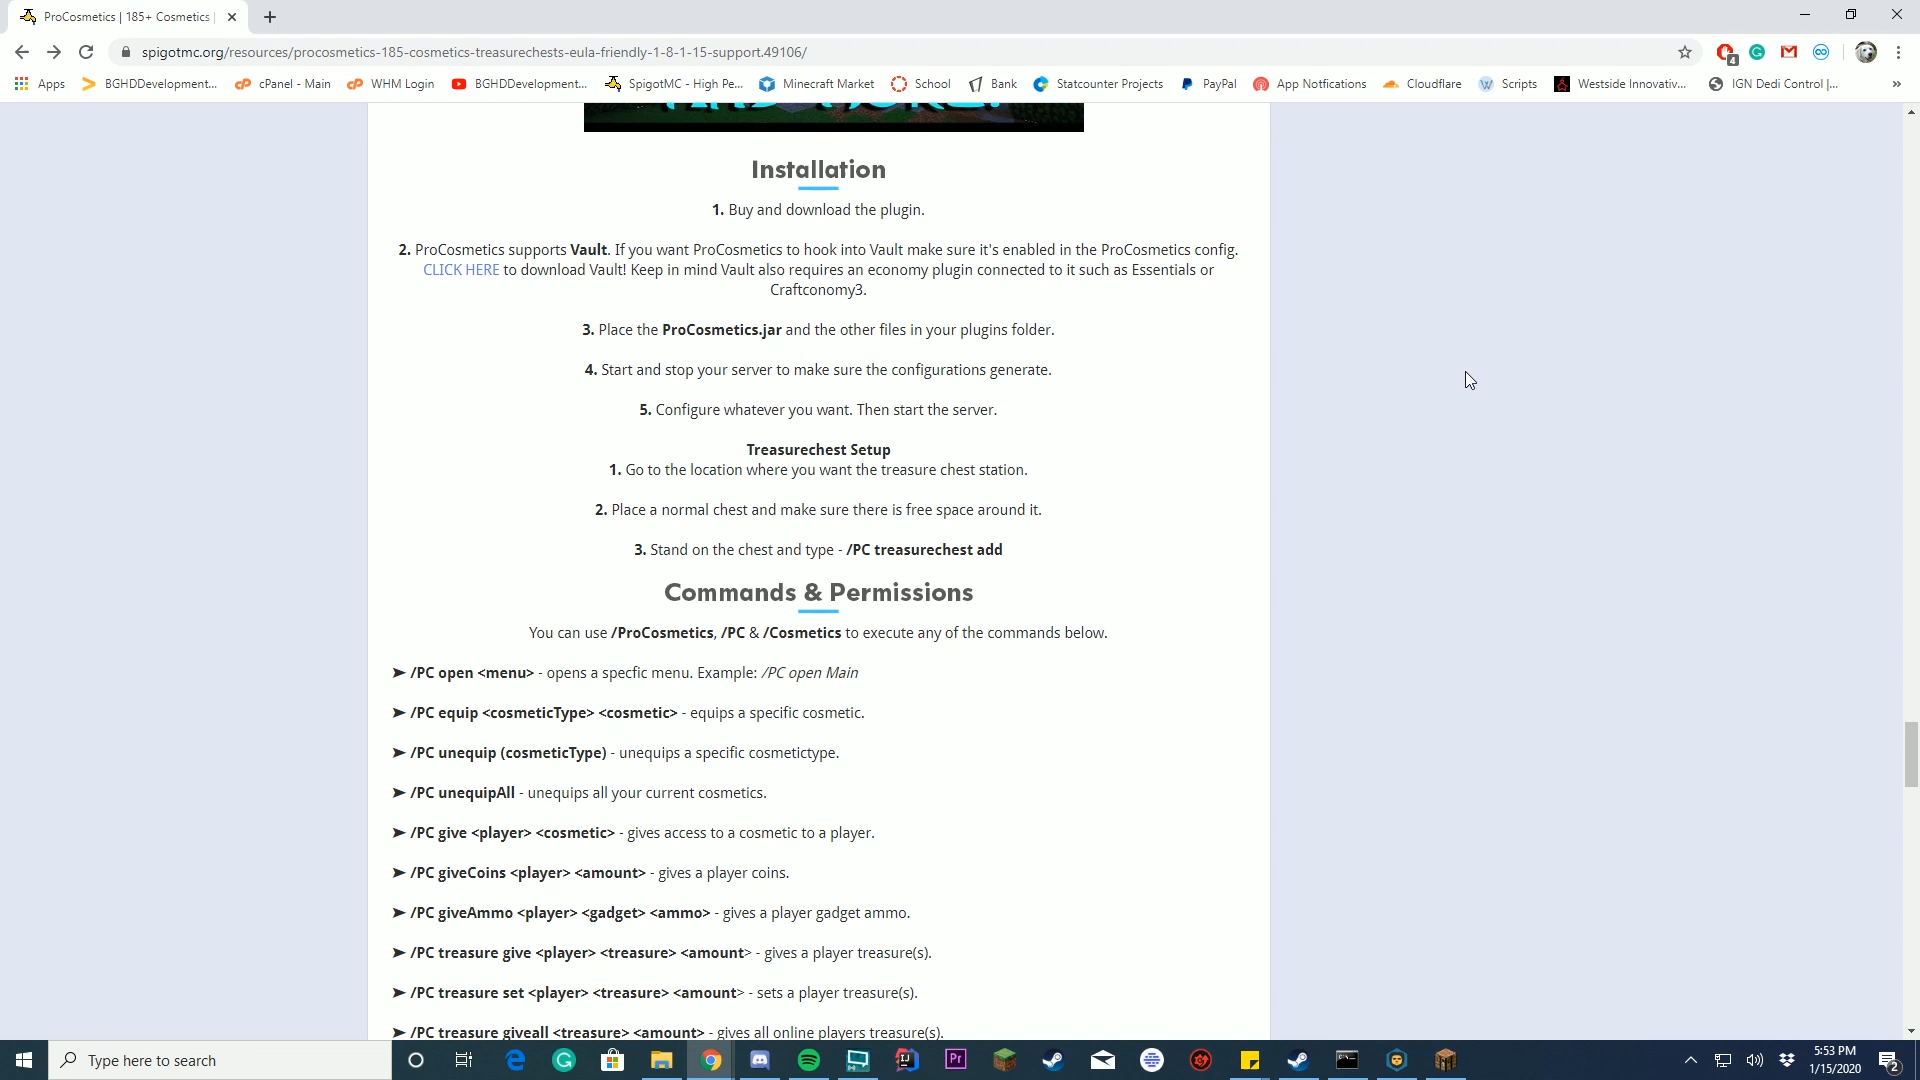 ProCosmetics | 185+ Cosmetics |
spigotmc.org/resources/procosmetics-185-cosmetics-treasurechests-eula-friendly-1-8-1-15-support.49106/
4
Apps BGHDDevelopment... cPanel - Main WHM Login BGHDDevelopment... SpigotMC - High Pe... Minecraft Market School Bank Statcounter Projects PayPal App Notfications Cloudflare Scripts Westside Innovativ... IGN Dedi Control |... »
Installation
1. Buy and download the plugin.
2. ProCosmetics supports Vault. If you want ProCosmetics to hook into Vault make sure it's enabled in the ProCosmetics config.
CLICK HERE to download Vault! Keep in mind Vault also requires an economy plugin connected to it such as Essentials or
Craftconomy3.
3. Place the ProCosmetics.jar and the other files in your plugins folder.
4. Start and stop your server to make sure the configurations generate.
5. Configure whatever you want. Then start the server.
Treasurechest Setup
1. Go to the location where you want the treasure chest station.
2. Place a normal chest and make sure there is free space around it.
3. Stand on the chest and type - /PC treasurechest add
Commands & Permissions
You can use /ProCosmetics, /PC & /Cosmetics to execute any of the commands below.
➤ /PC open <menu> - opens a specfic menu. Example: /PC open Main
➤ /PC equip <cosmeticType> <cosmetic> - equips a specific cosmetic.
➤ /PC unequip (cosmeticType) - unequips a specific cosmetictype.
➤ /PC unequipAll - unequips all your current cosmetics.
➤ /PC give <player> <cosmetic> - gives access to a cosmetic to a player.
➤ /PC giveCoins <player> <amount> - gives a player coins.
➤ /PC giveAmmo <player> <gadget> <ammo> - gives a player gadget ammo.
➤ /PC treasure give <player> <treasure> <amount> - gives a player treasure(s).
➤ /PC treasure set <player> <treasure> <amount> - sets a player treasure(s).
➤ /PC treasure giveall <treasure> <amount> - gives all online players treasure(s).
Type here to search
Pr
5:53 PM
1/15/2020
2